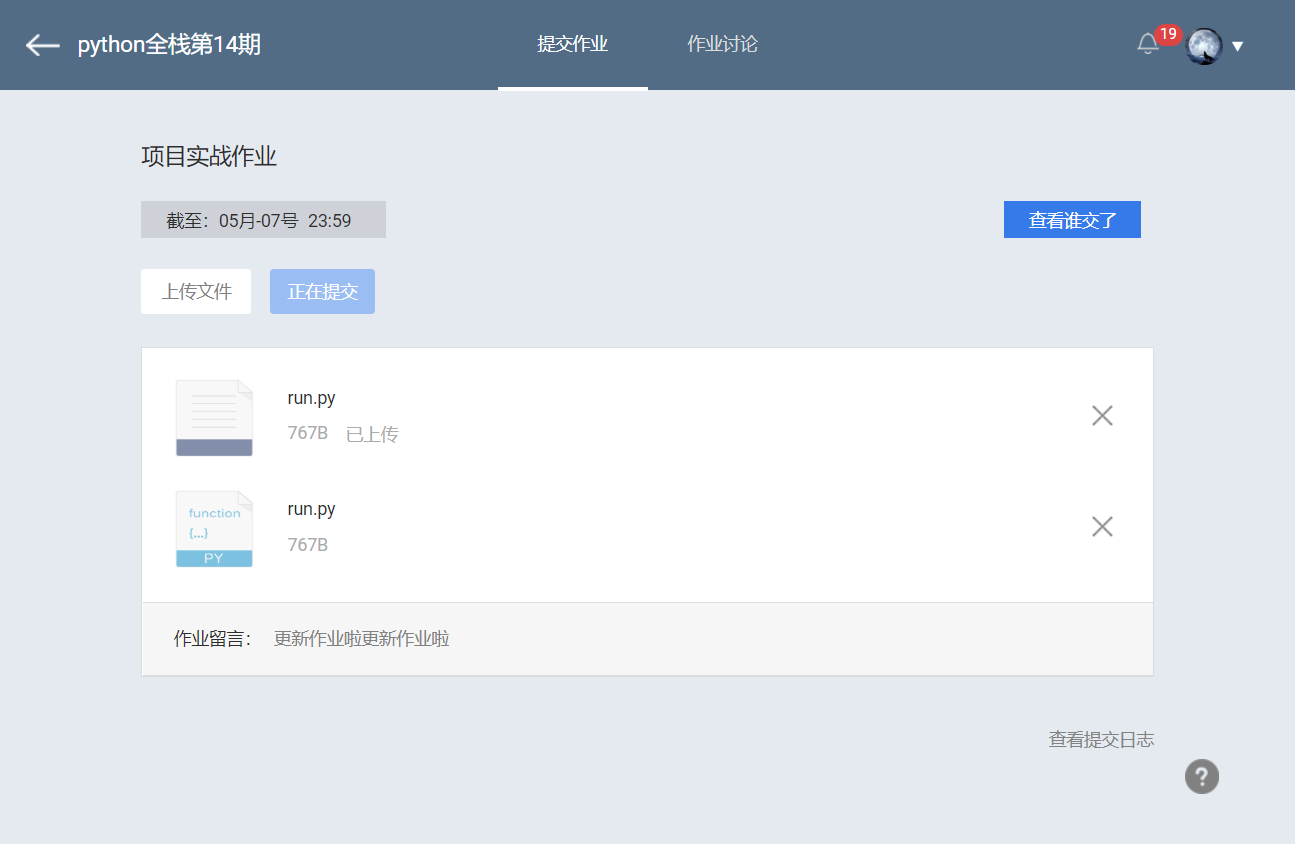 python全栈第14期
提交作业
作业讨论
19
项目实战作业
截至：05月-07号 23:59
查看谁交了
上传文件
正在提交
run.py
767B 已上传
function
{...}
PY
run.py
767B
作业留言： 更新作业啦更新作业啦
查看提交日志
?